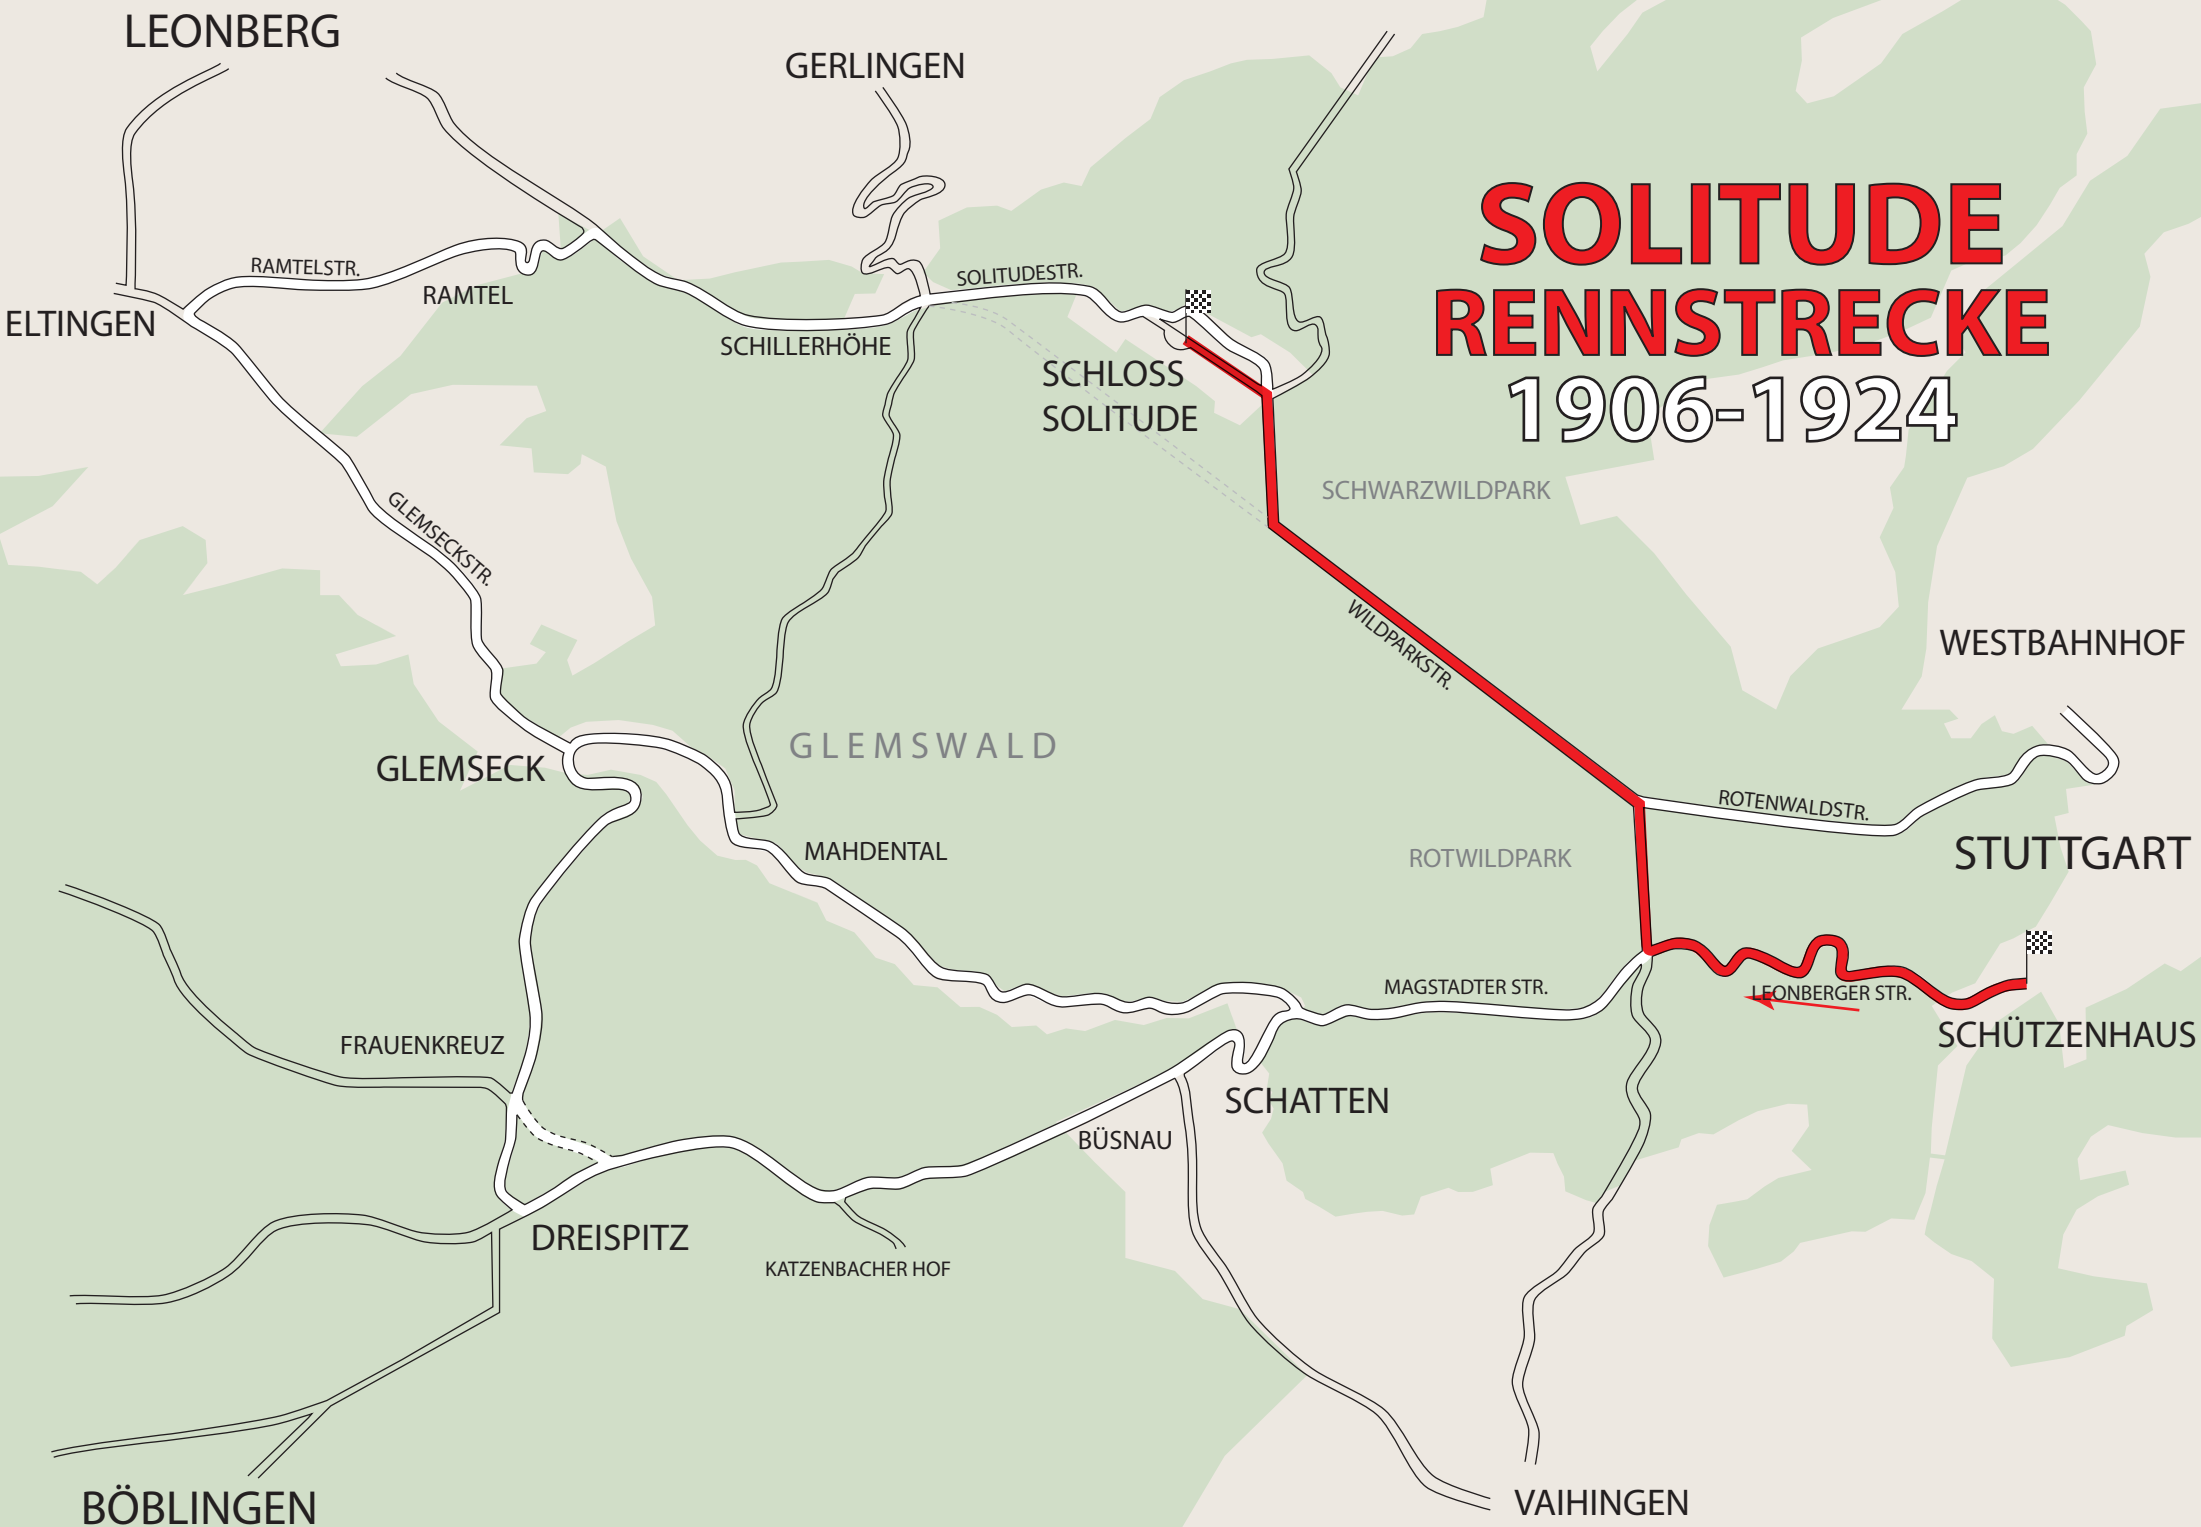 LEONBERG
GERLINGEN
SOLITUDE
RENNSTRECKE
1906-1924
RAMTELSTR.
RAMTEL
SOLITUDESTR.
ELTINGEN
SCHILLERHÖHE
SCHLOSS
SOLITUDE
SCHWARZWILDPARK
GLEMSECKSTR.
WILDPARKSTR.
WESTBAHNHOF
GLEMSWALD
GLEMSECK
ROTENWALDSTR.
MAHDENTAL
ROTWILDPARK
STUTTGART
MAGSTADTER STR.
LEONBERGER STR.
SCHÜTZENHAUS
FRAUENKREUZ
SCHATTEN
BÜSNAU
DREISPITZ
KATZENBACHER HOF
BÖBLINGEN
VAIHINGEN